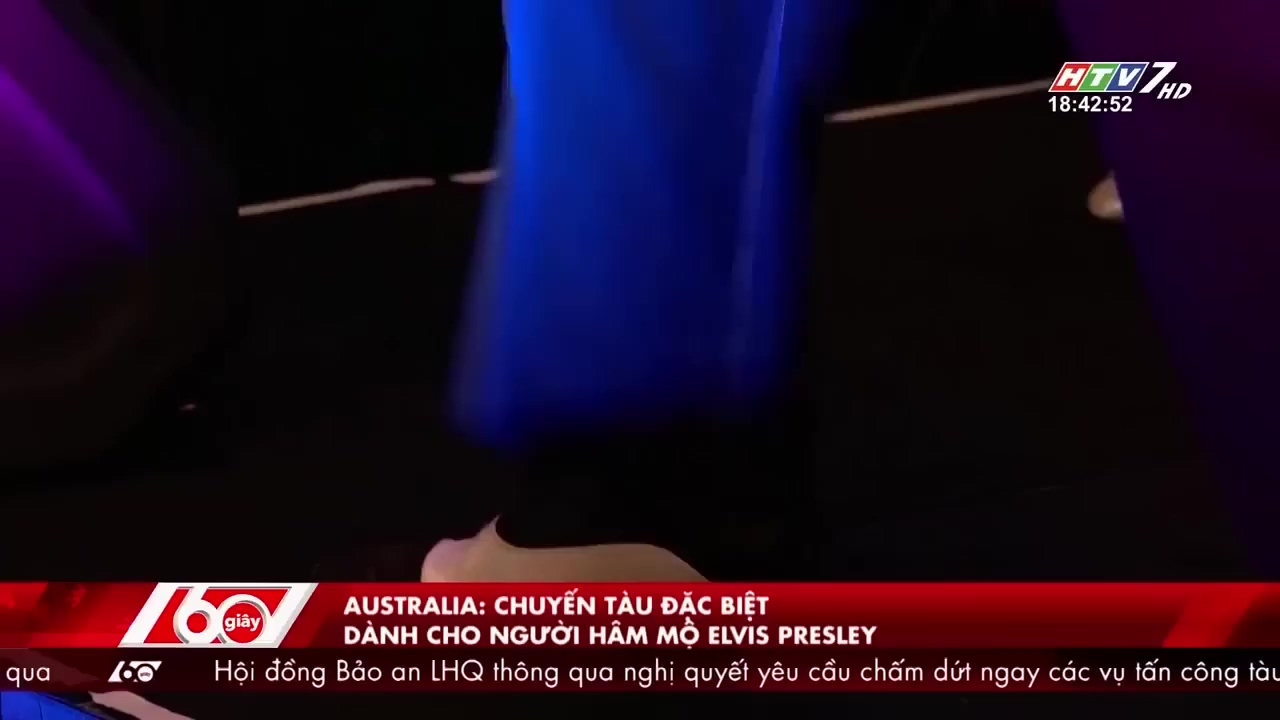 HTV7 HD
18:42:52
60 giây
AUSTRALIA: CHUYẾN TÀU ĐẶC BIỆT
DÀNH CHO NGƯỜI HÂM MỘ ELVIS PRESLEY
qua 60 giây Hội đồng Bảo an LHQ thông qua nghị quyết yêu cầu chấm dứt ngay các vụ tấn công tàu